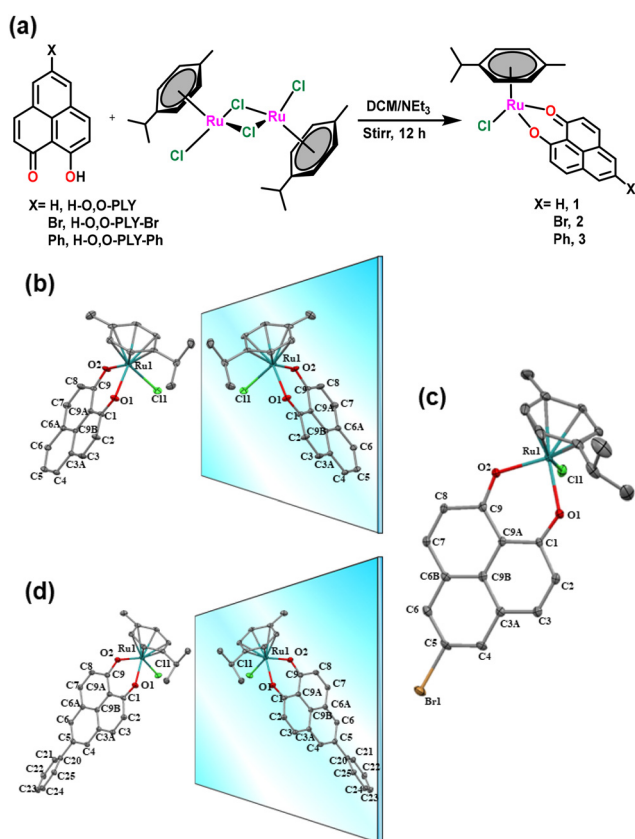 (a)
X
O
OH
+
Ru
Cl
Cl
Cl
Ru
Cl
DCM/NEt3
Stirr, 12 h
Ru
Cl
O
O
X
X= H, H-O,O-PLY
Br, H-O,O-PLY-Br
Ph, H-O,O-PLY-Ph
X= H, 1
Br, 2
Ph, 3
(b)
O2
Ru1
C8
C9
O1
Cl1
C7
C9A
C1
C6A
C9B
C2
C6
C3
C3A
C5
C4
Ru1
O2
C9
C8
Cl1
O1
C9A
C7
C1
C9B
C6A
C2
C6
C3
C3A
C4
C5
(c)
Ru1
O2
Cl1
C8
C9
O1
C9A
C1
C7
C6B
C9B
C2
C6
C3A
C3
C5
C4
Br1
(d)
Ru1
O2
Cl1
C8
C9
O1
C7
C9A
C1
C6A
C9B
C2
C6
C3A
C3
C5
C4
C21
C20
C22
C25
C23
C24
Ru1
O2
Cl1
C9
C8
O1
C9A
C7
C1
C9B
C6A
C2
C6
C3
C3A
C5
C4
C21
C20
C22
C25
C24
C23